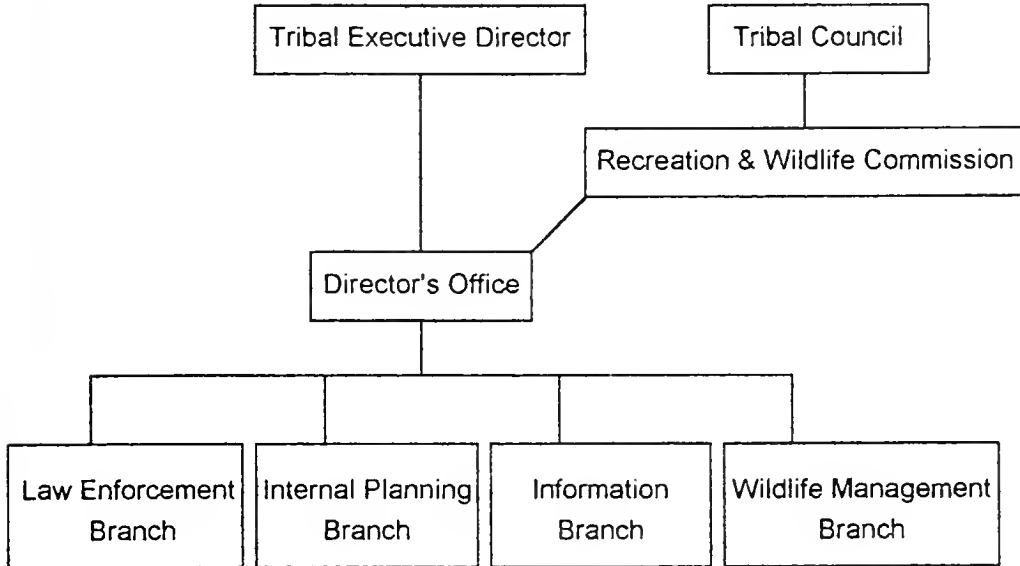 Tribal Executive Director
Tribal Council
Recreation & Wildlife Commission
Director's Office
Law Enforcement
Branch
Internal Planning
Branch
Information
Branch
Wildlife Management
Branch